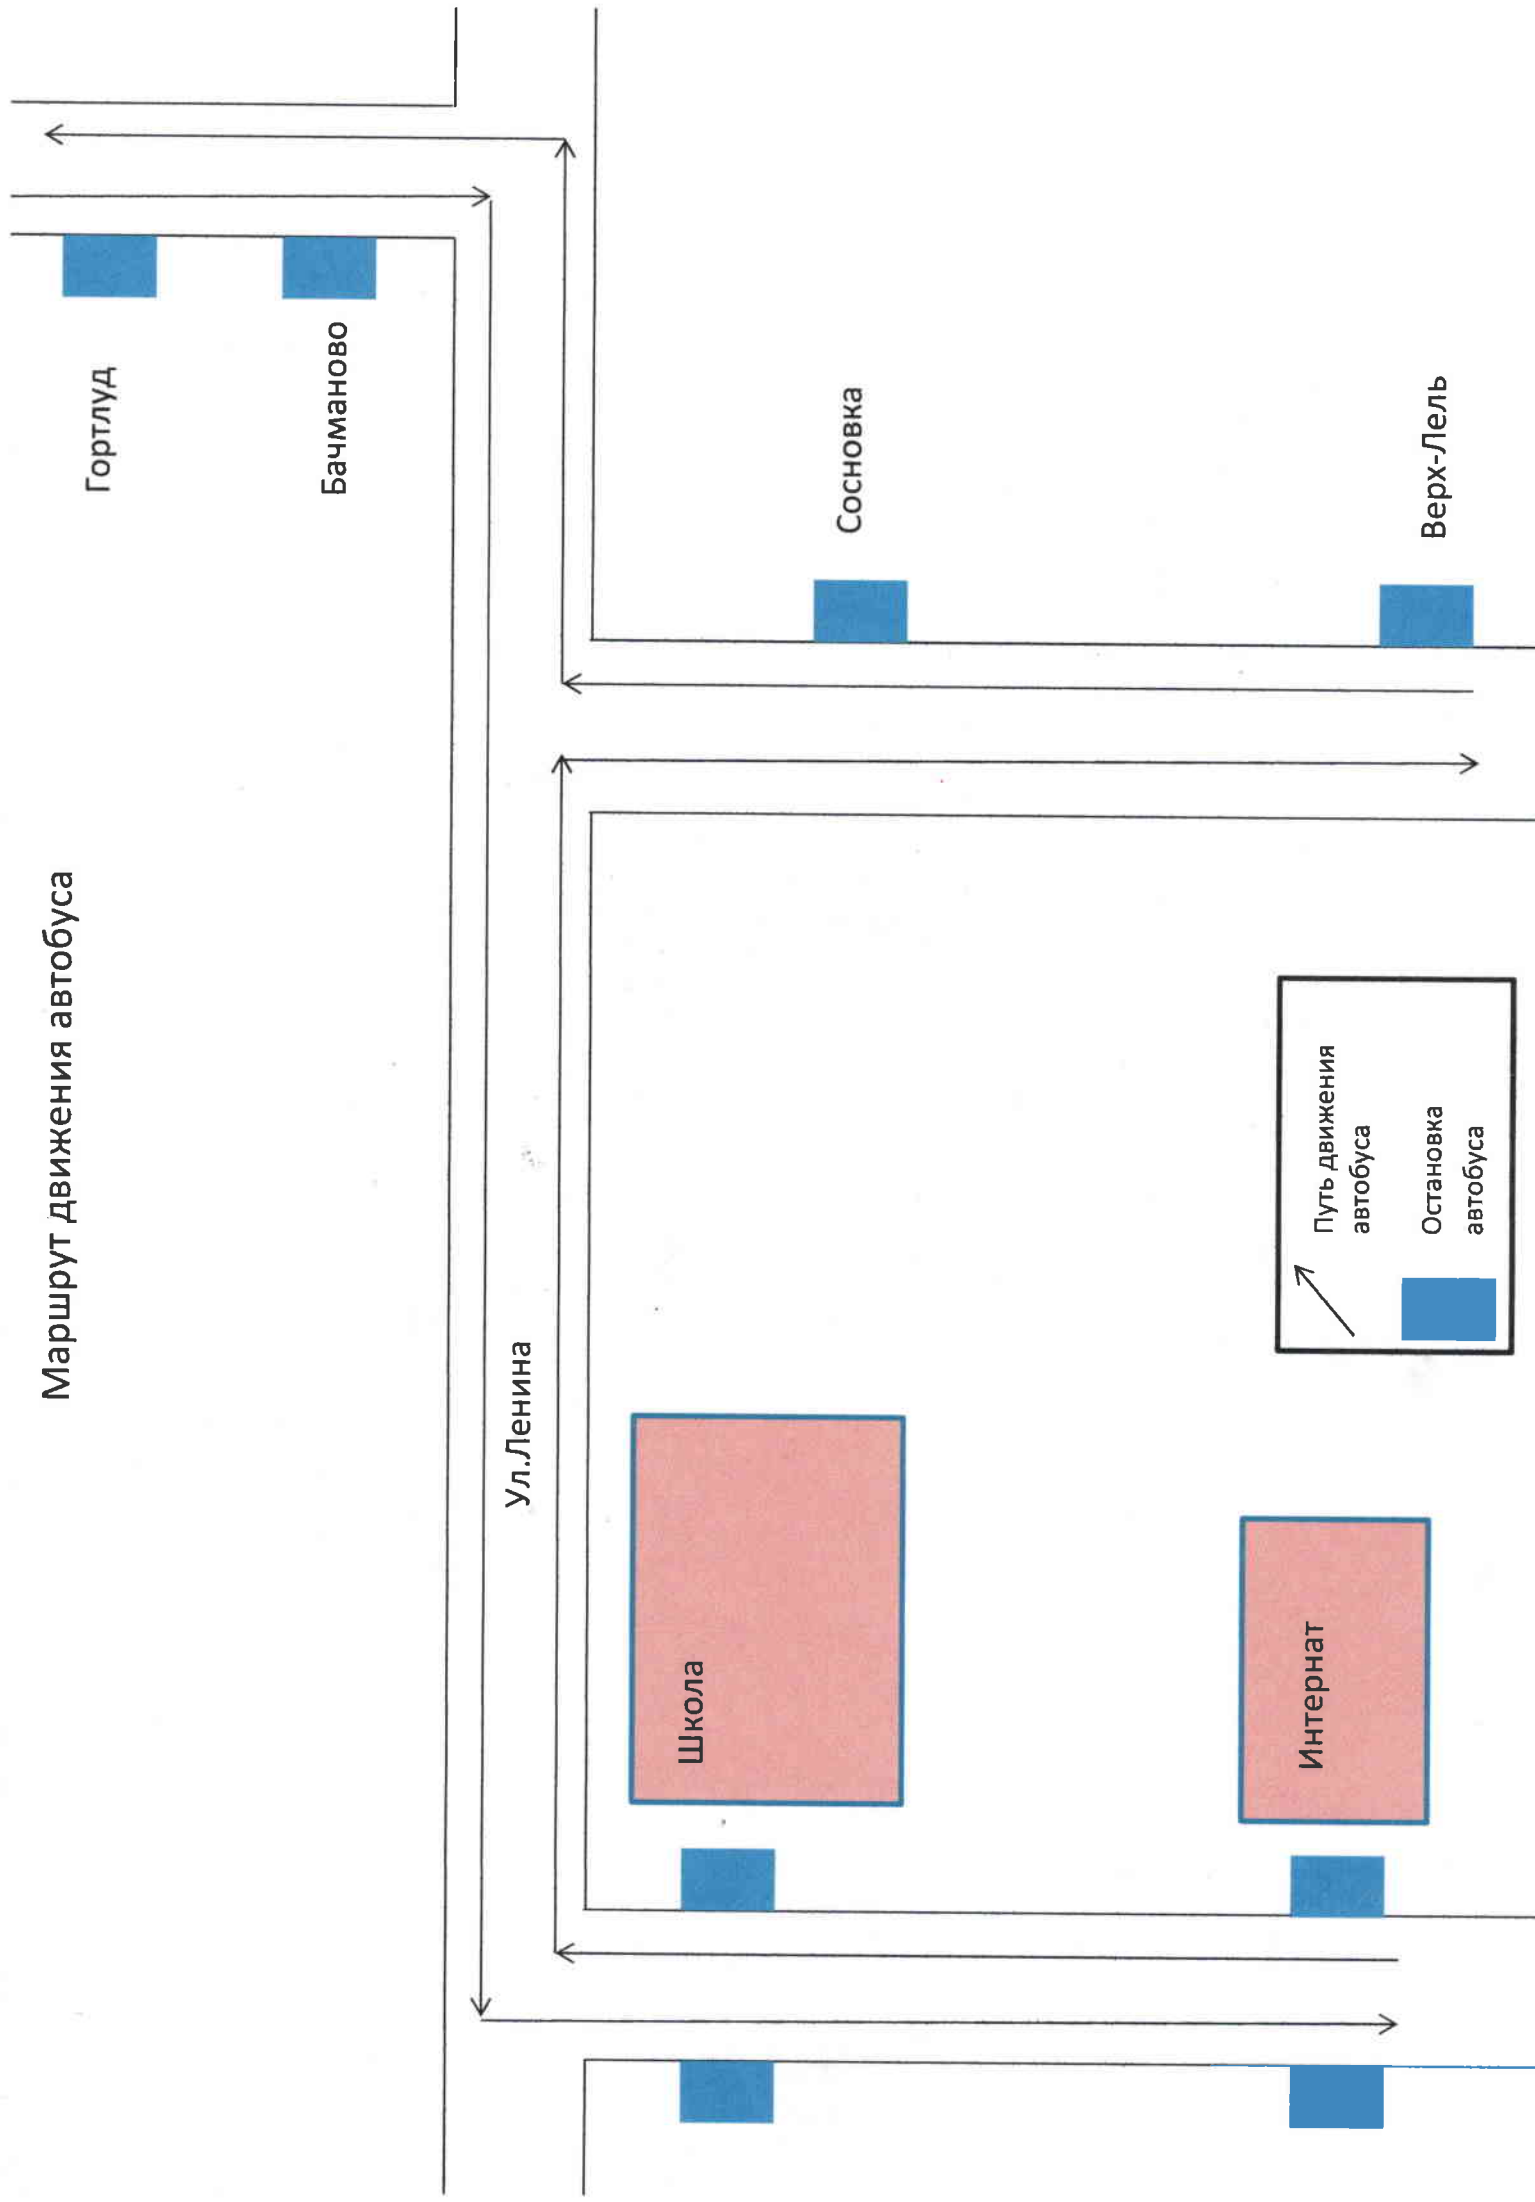 Маршрут движения автобуса
Гортлуд
Бачманово
Ул.Ленина
Школа
Сосновка
Интернат
Путь движения
автобуса
Остановка
автобуса
Верх-Лель